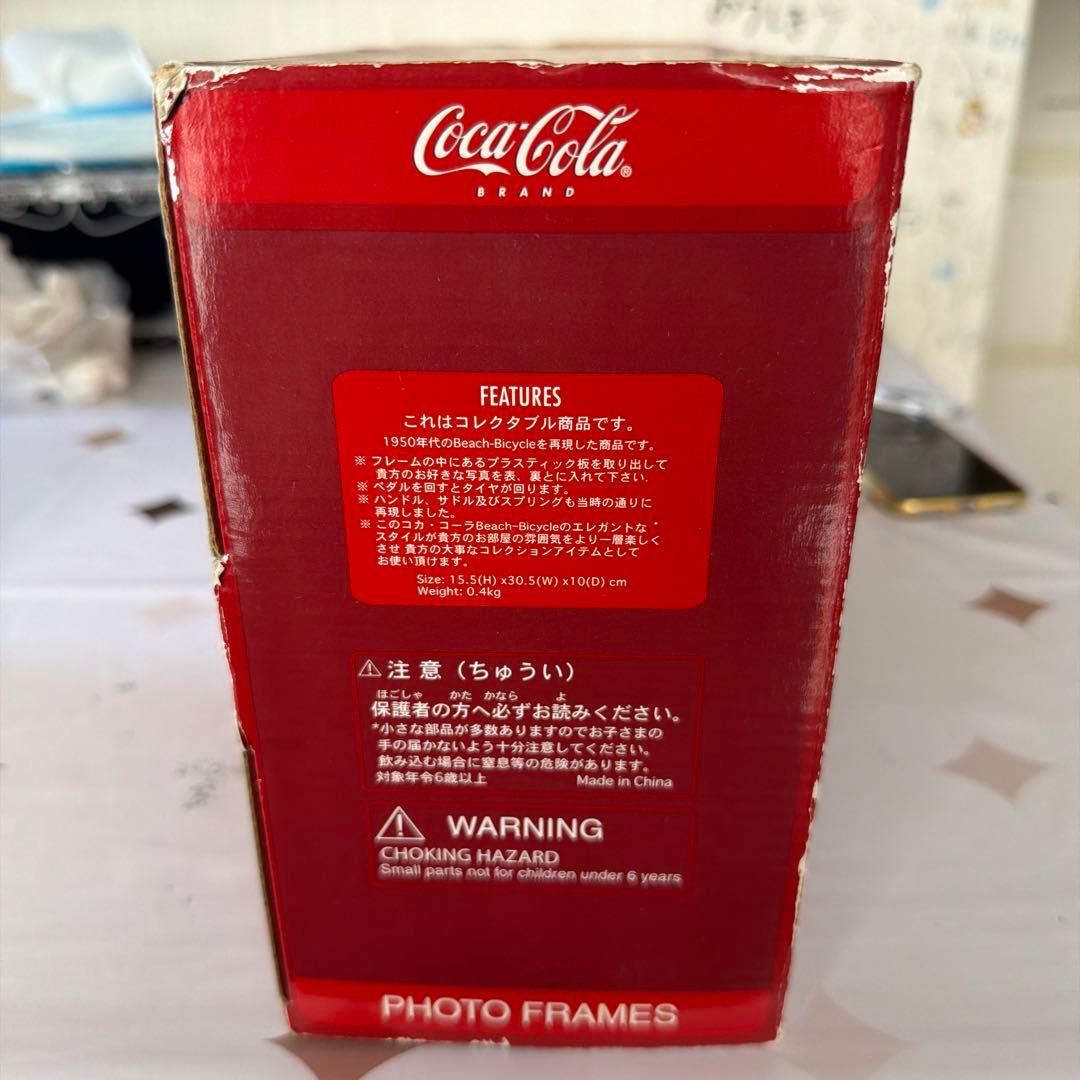 Coca-Cola®
BRAND
FEATURES
これはコレクタブル商品です。
1950年代のBeach-Bicycleを再現した商品です。
※ フレームの中にあるプラスティック板を取り出して
貴方のお好きな写真を表、裏とに入れて下さい.
※ ペダルを回すとタイヤが回ります。
※ ハンドル、サドル及びスプリングも当時の通りに
再現しました。
※ このコカ・コーラBeach-Bicycleのエレガントな
スタイルが貴方のお部屋の雰囲気をより一層楽しく
させ 貴方の大事なコレクションアイテムとして
お使い頂けます。
Size: 15.5(H) x30.5(W) x10(D) cm
Weight: 0.4kg
⚠ 注意（ちゅうい）
ほごしゃ かた かなら よ
保護者の方へ必ずお読みください。
*小さな部品が多数ありますのでお子さまの
手の届かないよう十分注意してください。
飲み込む場合に窒息等の危険があります。
対象年令6歳以上 Made in China
⚠ WARNING
CHOKING HAZARD
Small parts not for children under 6 years
PHOTO FRAMES